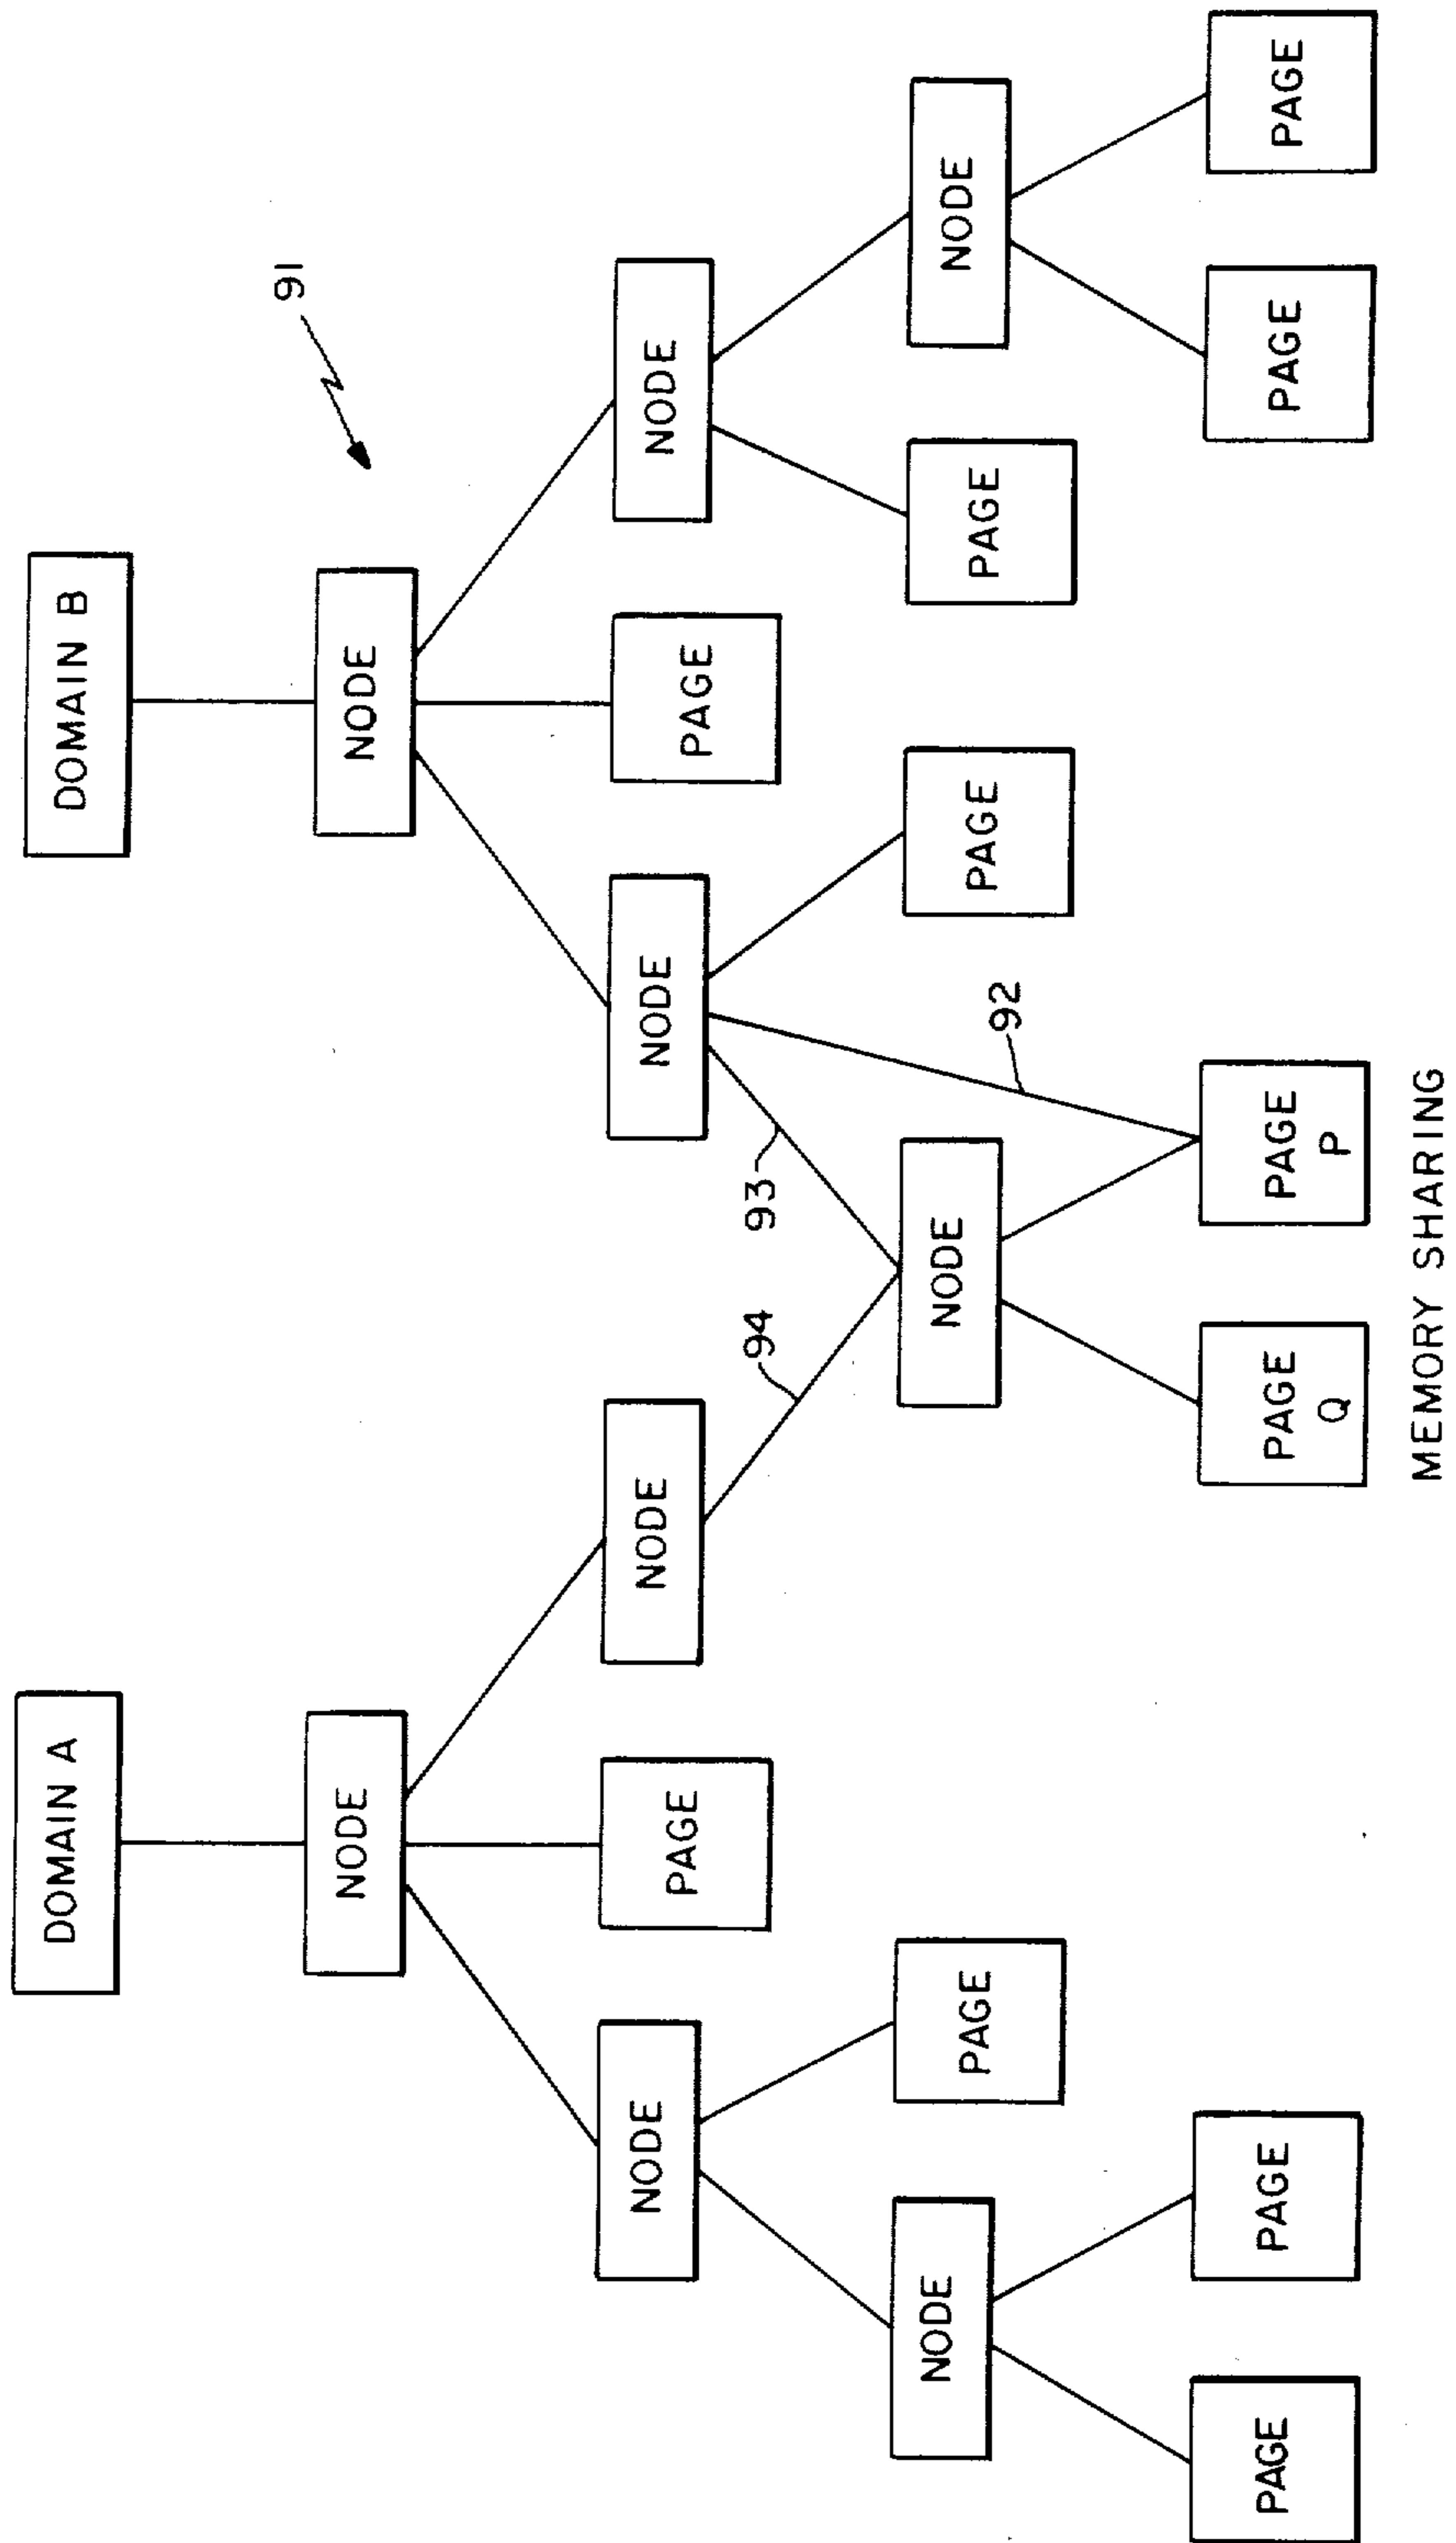 DOMAIN A
DOMAIN B
91
NODE
NODE
NODE
PAGE
NODE
NODE
PAGE
NODE
94
93
NODE
PAGE
NODE
PAGE
PAGE
NODE
92
PAGE
PAGE
PAGE
Q
PAGE
P
PAGE
PAGE
MEMORY SHARING